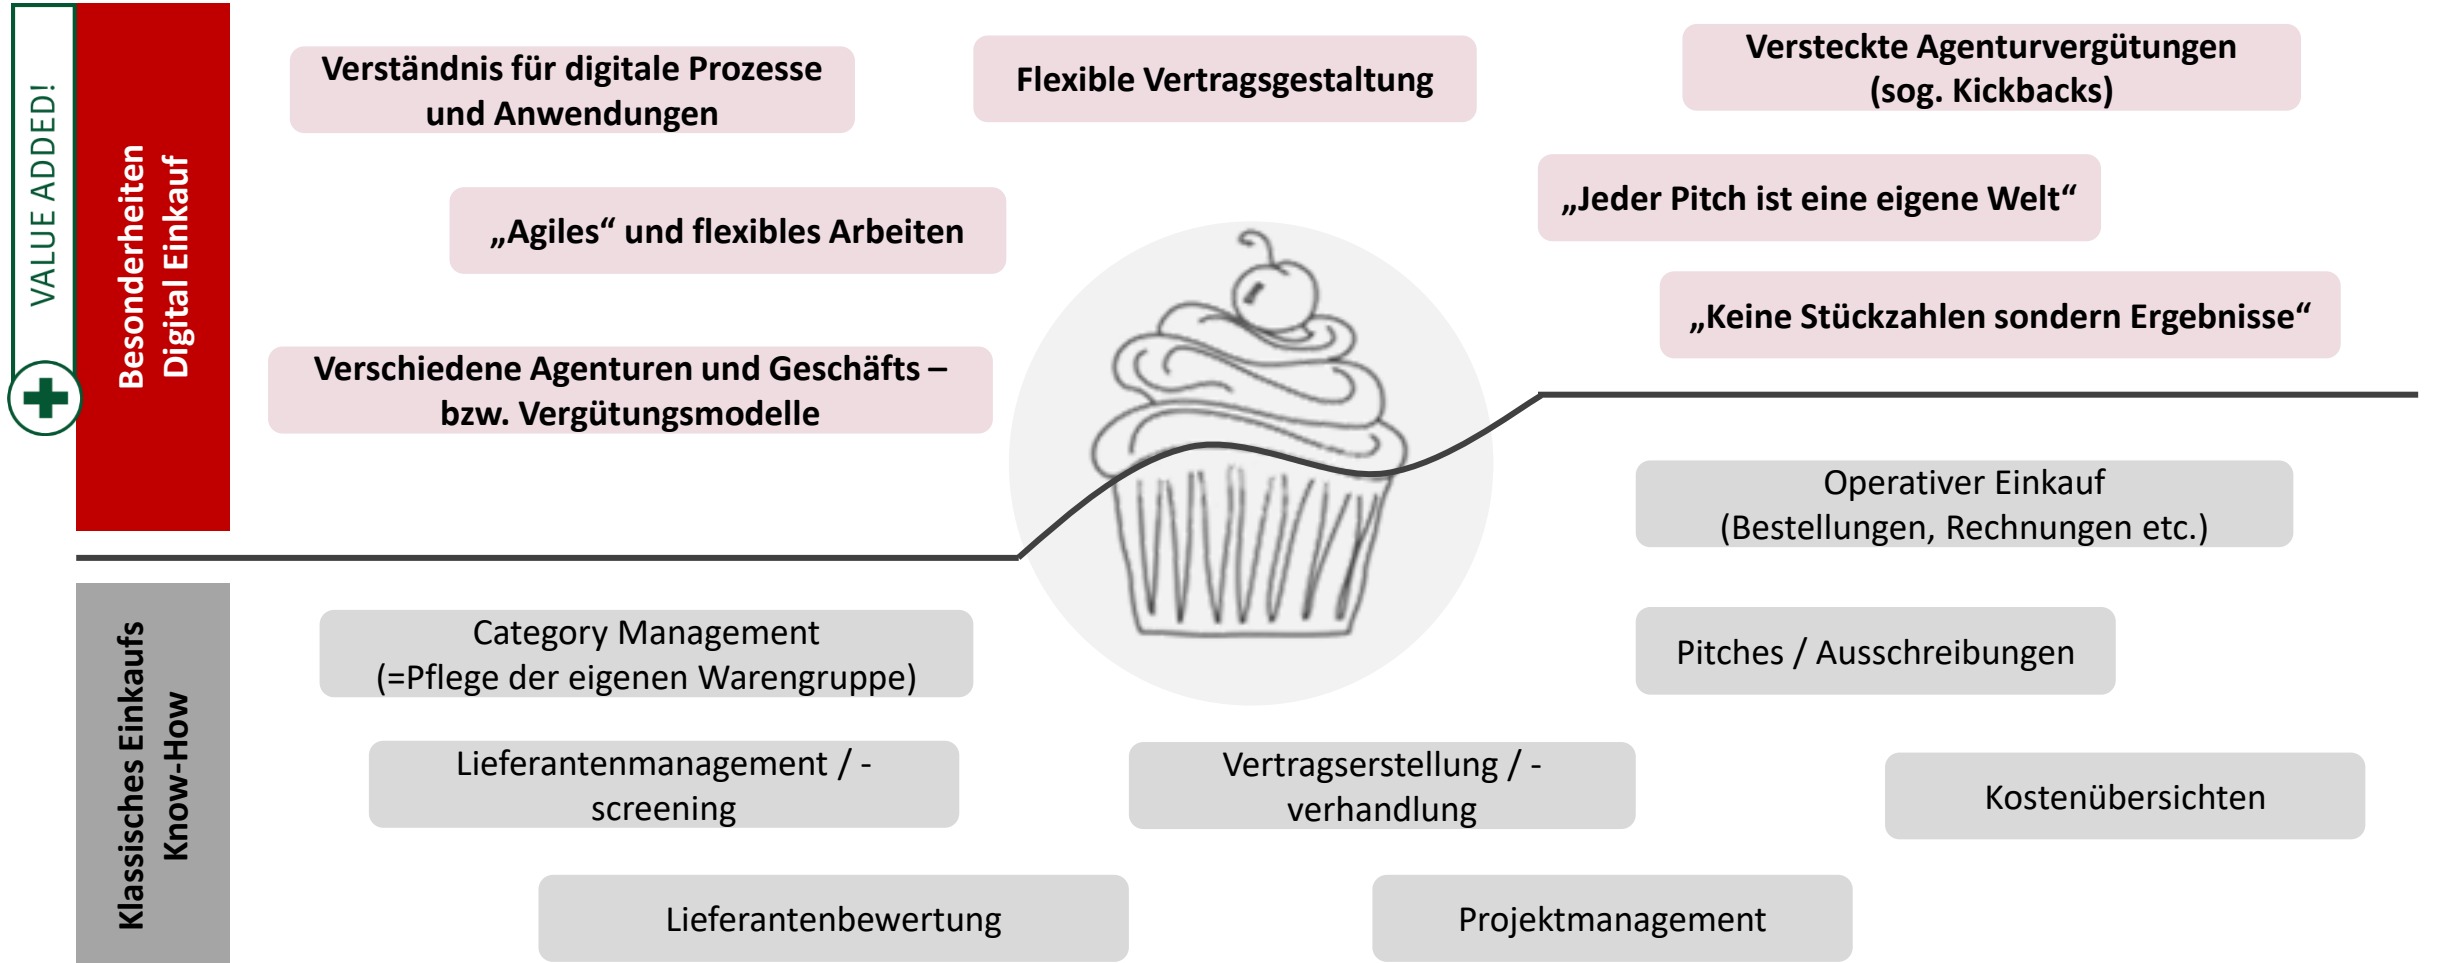 VALUE ADDED!
Besonderheiten
Digital Einkauf
Verständnis für digitale Prozesse
und Anwendungen
Flexible Vertragsgestaltung
Versteckte Agenturvergütungen
(sog. Kickbacks)
„Agiles“ und flexibles Arbeiten
„Jeder Pitch ist eine eigene Welt“
„Keine Stückzahlen sondern Ergebnisse“
Verschiedene Agenturen und Geschäfts –
bzw. Vergütungsmodelle
Klassisches Einkaufs
Know-How
Operativer Einkauf
(Bestellungen, Rechnungen etc.)
Category Management
(=Pflege der eigenen Warengruppe)
Pitches / Ausschreibungen
Lieferantenmanagement / -
screening
Vertragserstellung / -
verhandlung
Kostenübersichten
Lieferantenbewertung
Projektmanagement